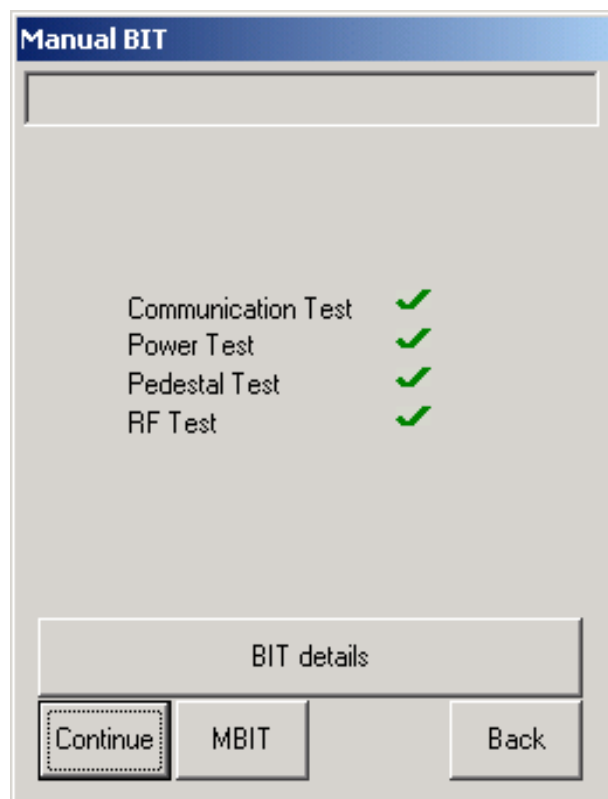 Manual BIT
Communication Test
Power Test
Pedestal Test
RF Test
BIT details
Continue MBIT Back